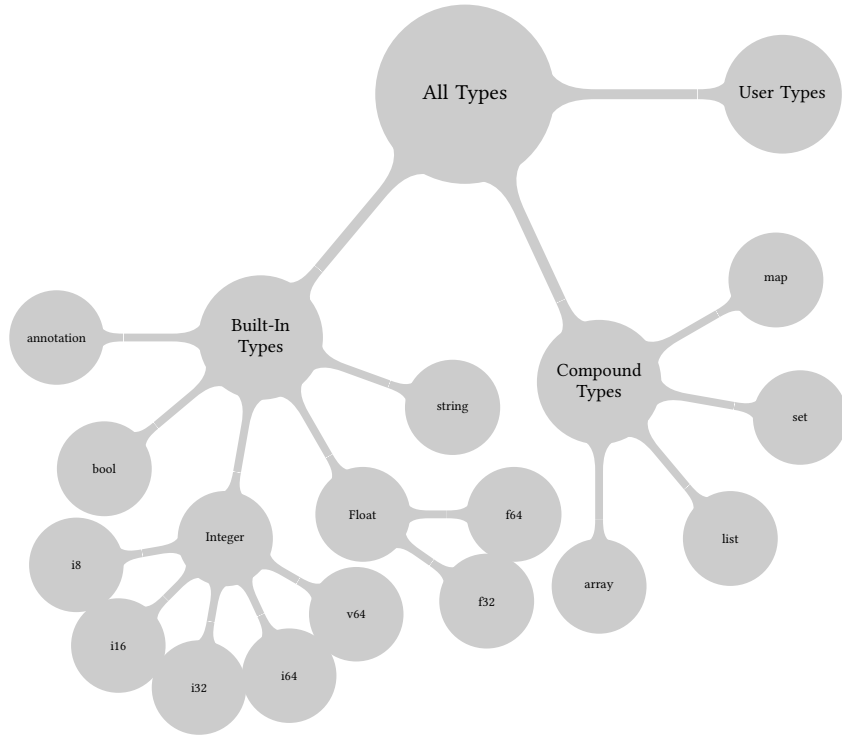 All Types
User Types
map
Built-In
Types
annotation
Compound
Types
string
set
bool
Float
f64
Integer
list
i8
array
f32
v64
i16
i64
i32